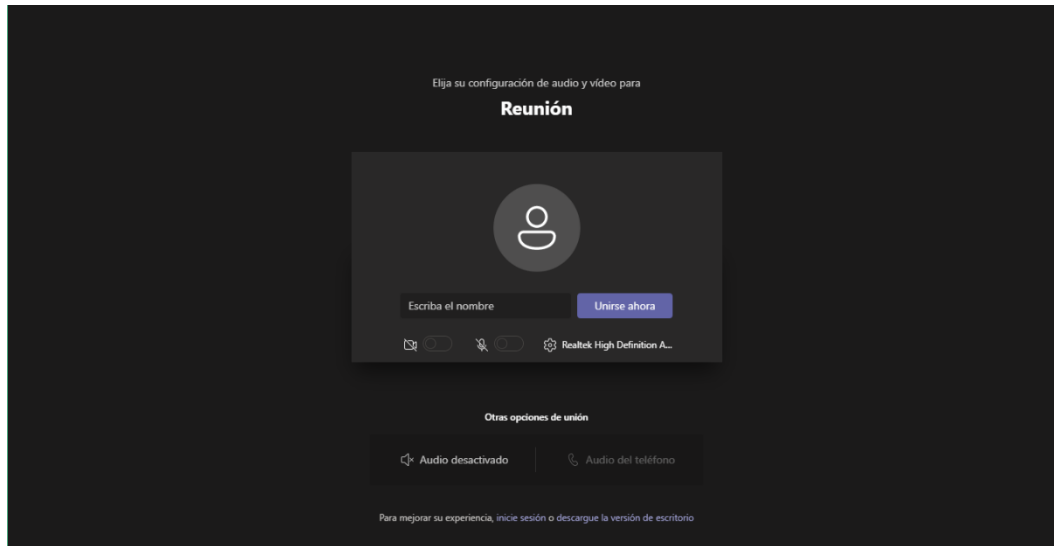 Elija su configuración de audio y vídeo para
Reunión
Escriba el nombre
Unirse ahora
Realtek High Definition A...
Otras opciones de unión
Audio desactivado
Audio del teléfono
Para mejorar su experiencia, inicie sesión o descargue la versión de escritorio